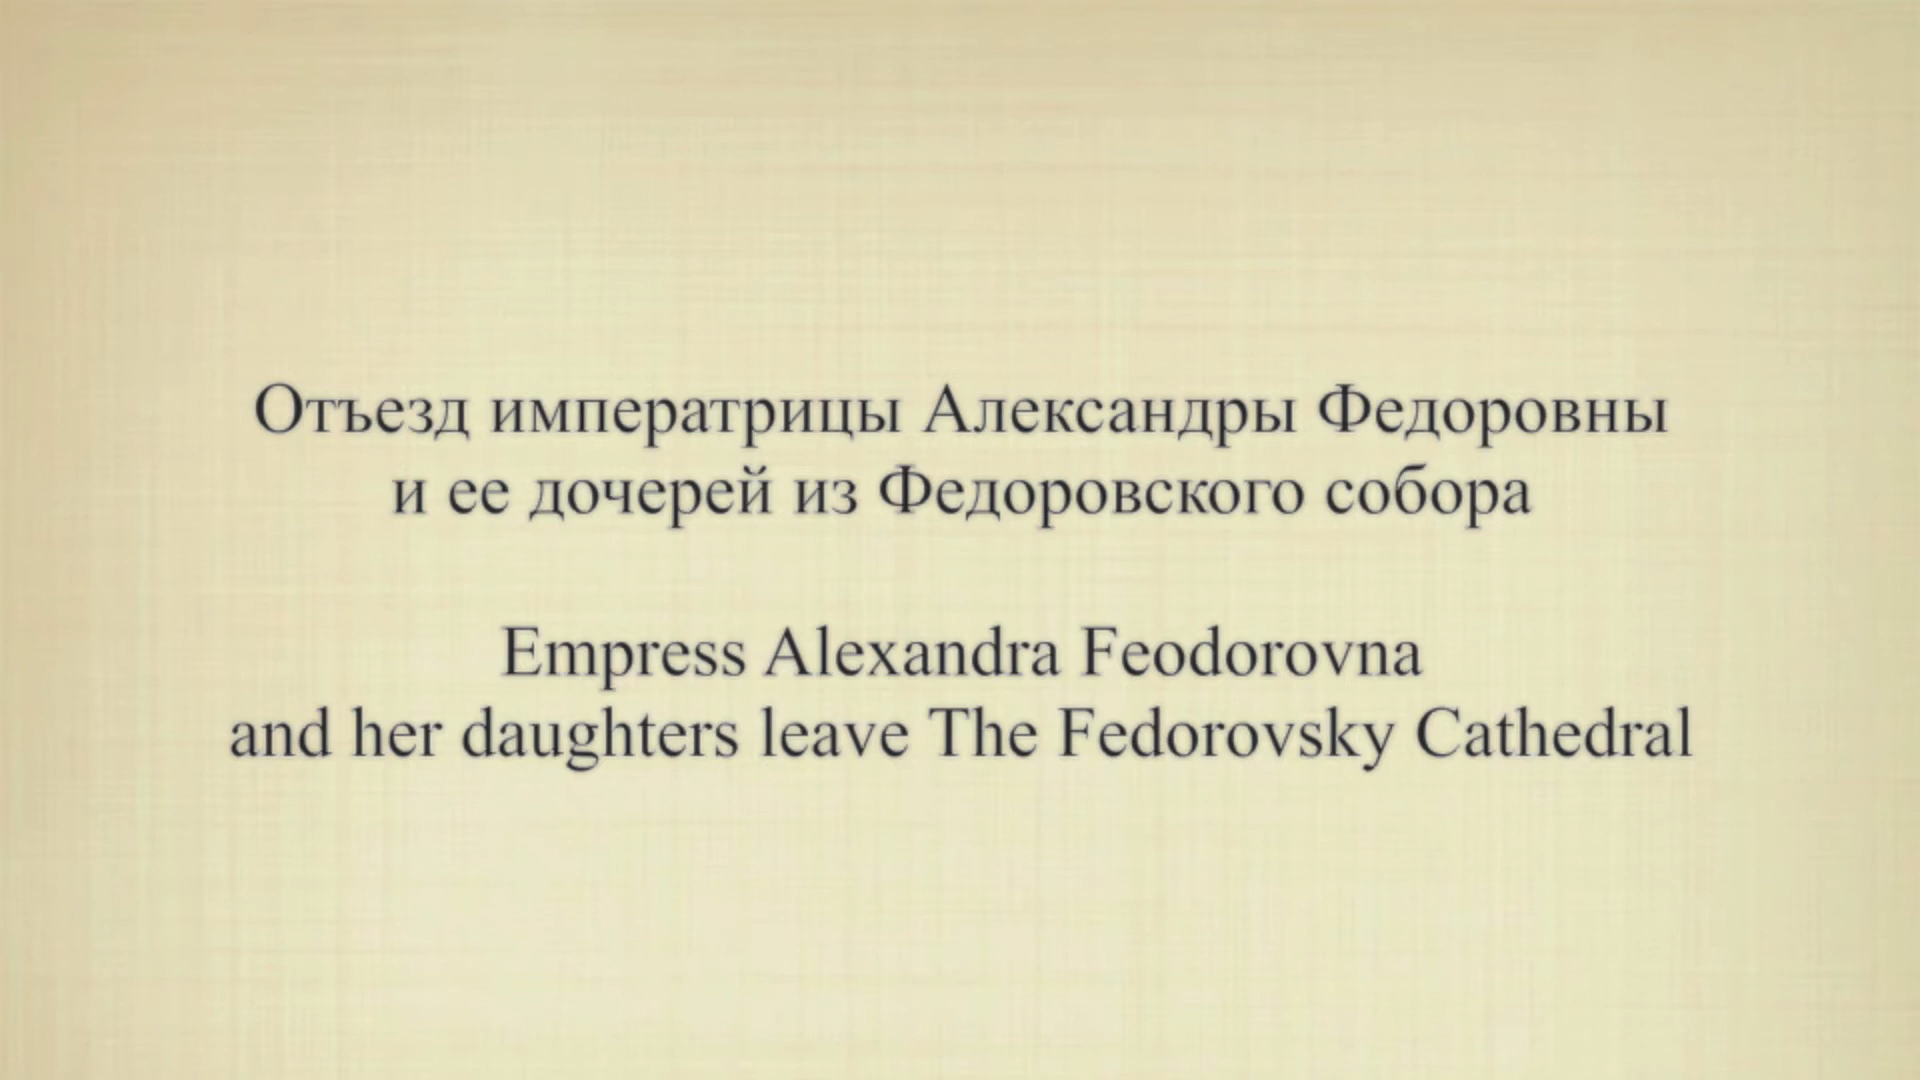 Отъезд императрицы Александры Федоровны
и ее дочерей из Федоровского собора
Empress Alexandra Feodorovna
and her daughters leave The Fedorovsky Cathedral